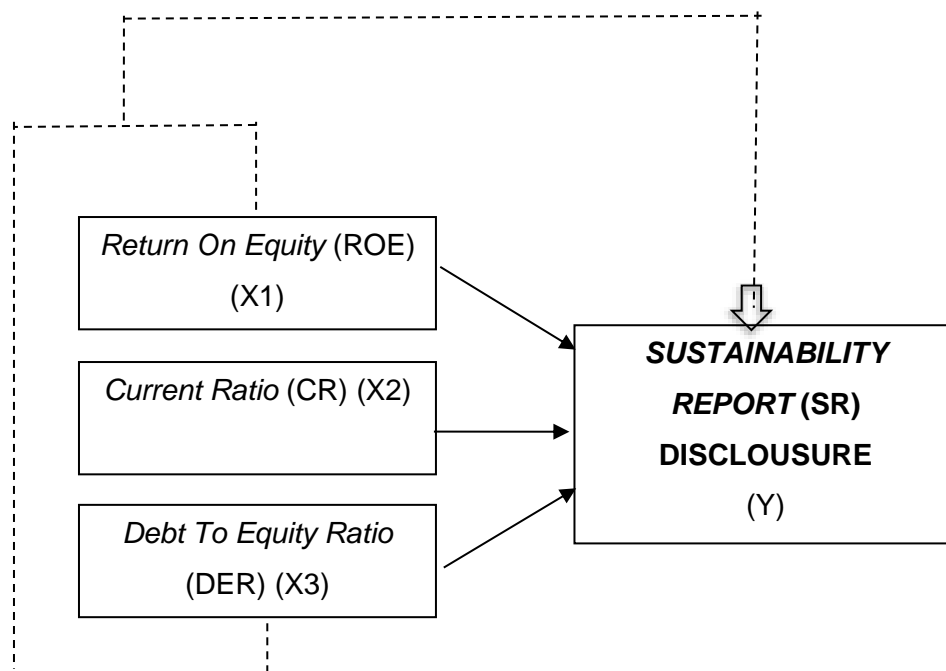 Return On Equity (ROE)
(X1)
Current Ratio (CR) (X2)
Debt To Equity Ratio
(DER) (X3)
SUSTAINABILITY
REPORT (SR)
DISCLOUSURE
(Y)